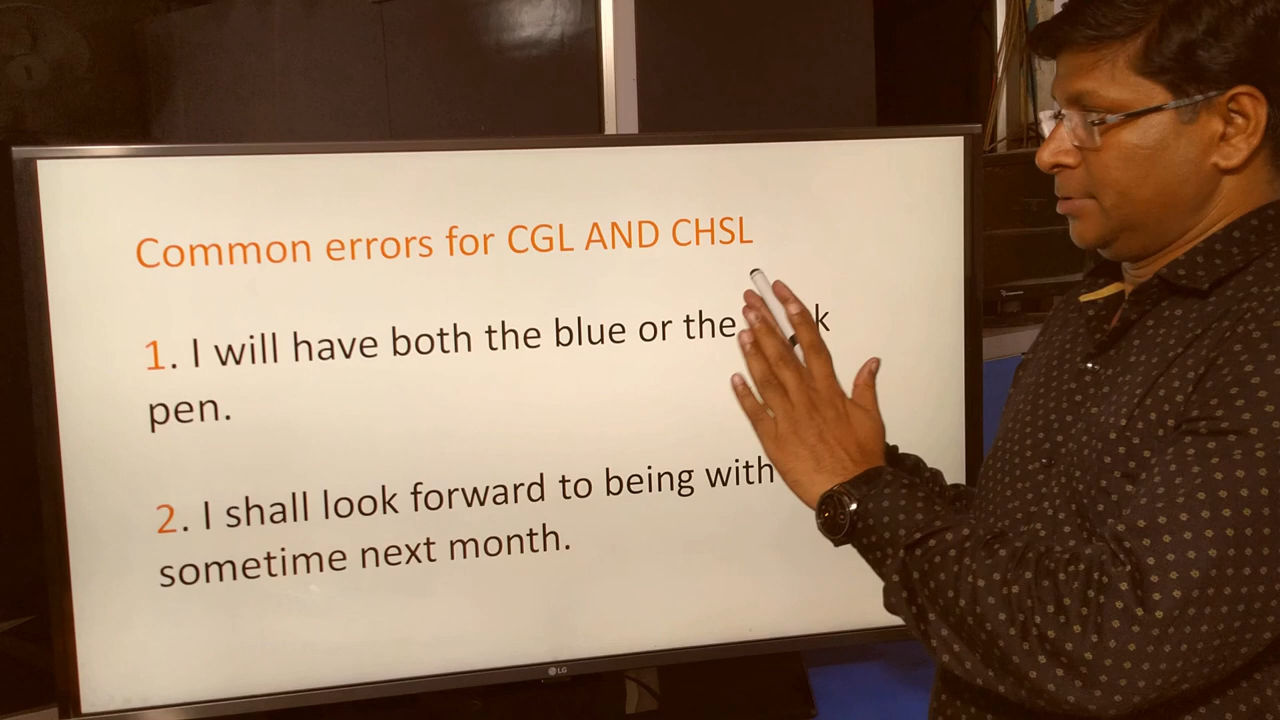 Common errors for CGL AND CHSL
1. I will have both the blue or the
pen.
2. I shall look forward to being with
sometime next month.
LG